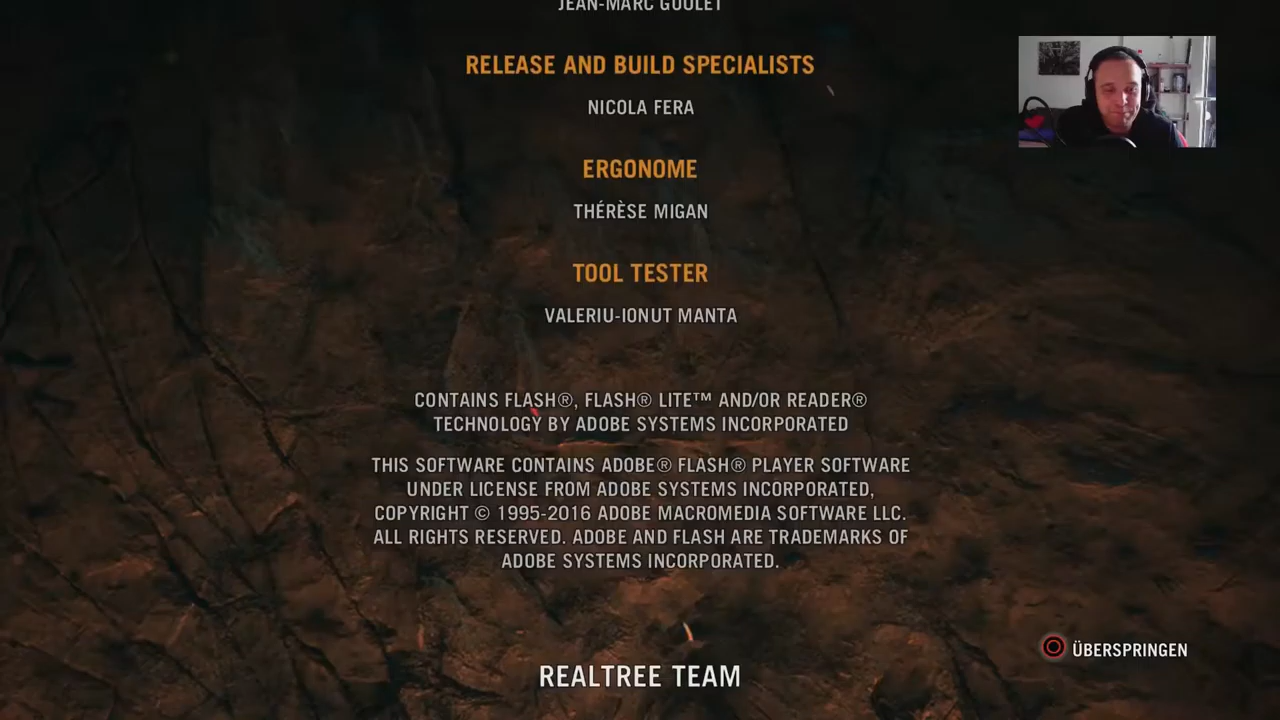 JEAN-MARC GOULET
RELEASE AND BUILD SPECIALISTS
NICOLA FERA
ERGONOME
THÉRÈSE MIGAN
TOOL TESTER
VALERIU-IONUT MANTA
CONTAINS FLASH®, FLASH® LITE™ AND/OR READER®
TECHNOLOGY BY ADOBE SYSTEMS INCORPORATED
THIS SOFTWARE CONTAINS ADOBE® FLASH® PLAYER SOFTWARE
UNDER LICENSE FROM ADOBE SYSTEMS INCORPORATED,
COPYRIGHT © 1995-2016 ADOBE MACROMEDIA SOFTWARE LLC.
ALL RIGHTS RESERVED. ADOBE AND FLASH ARE TRADEMARKS OF
ADOBE SYSTEMS INCORPORATED.
ÜBERSPRINGEN
REALTREE TEAM